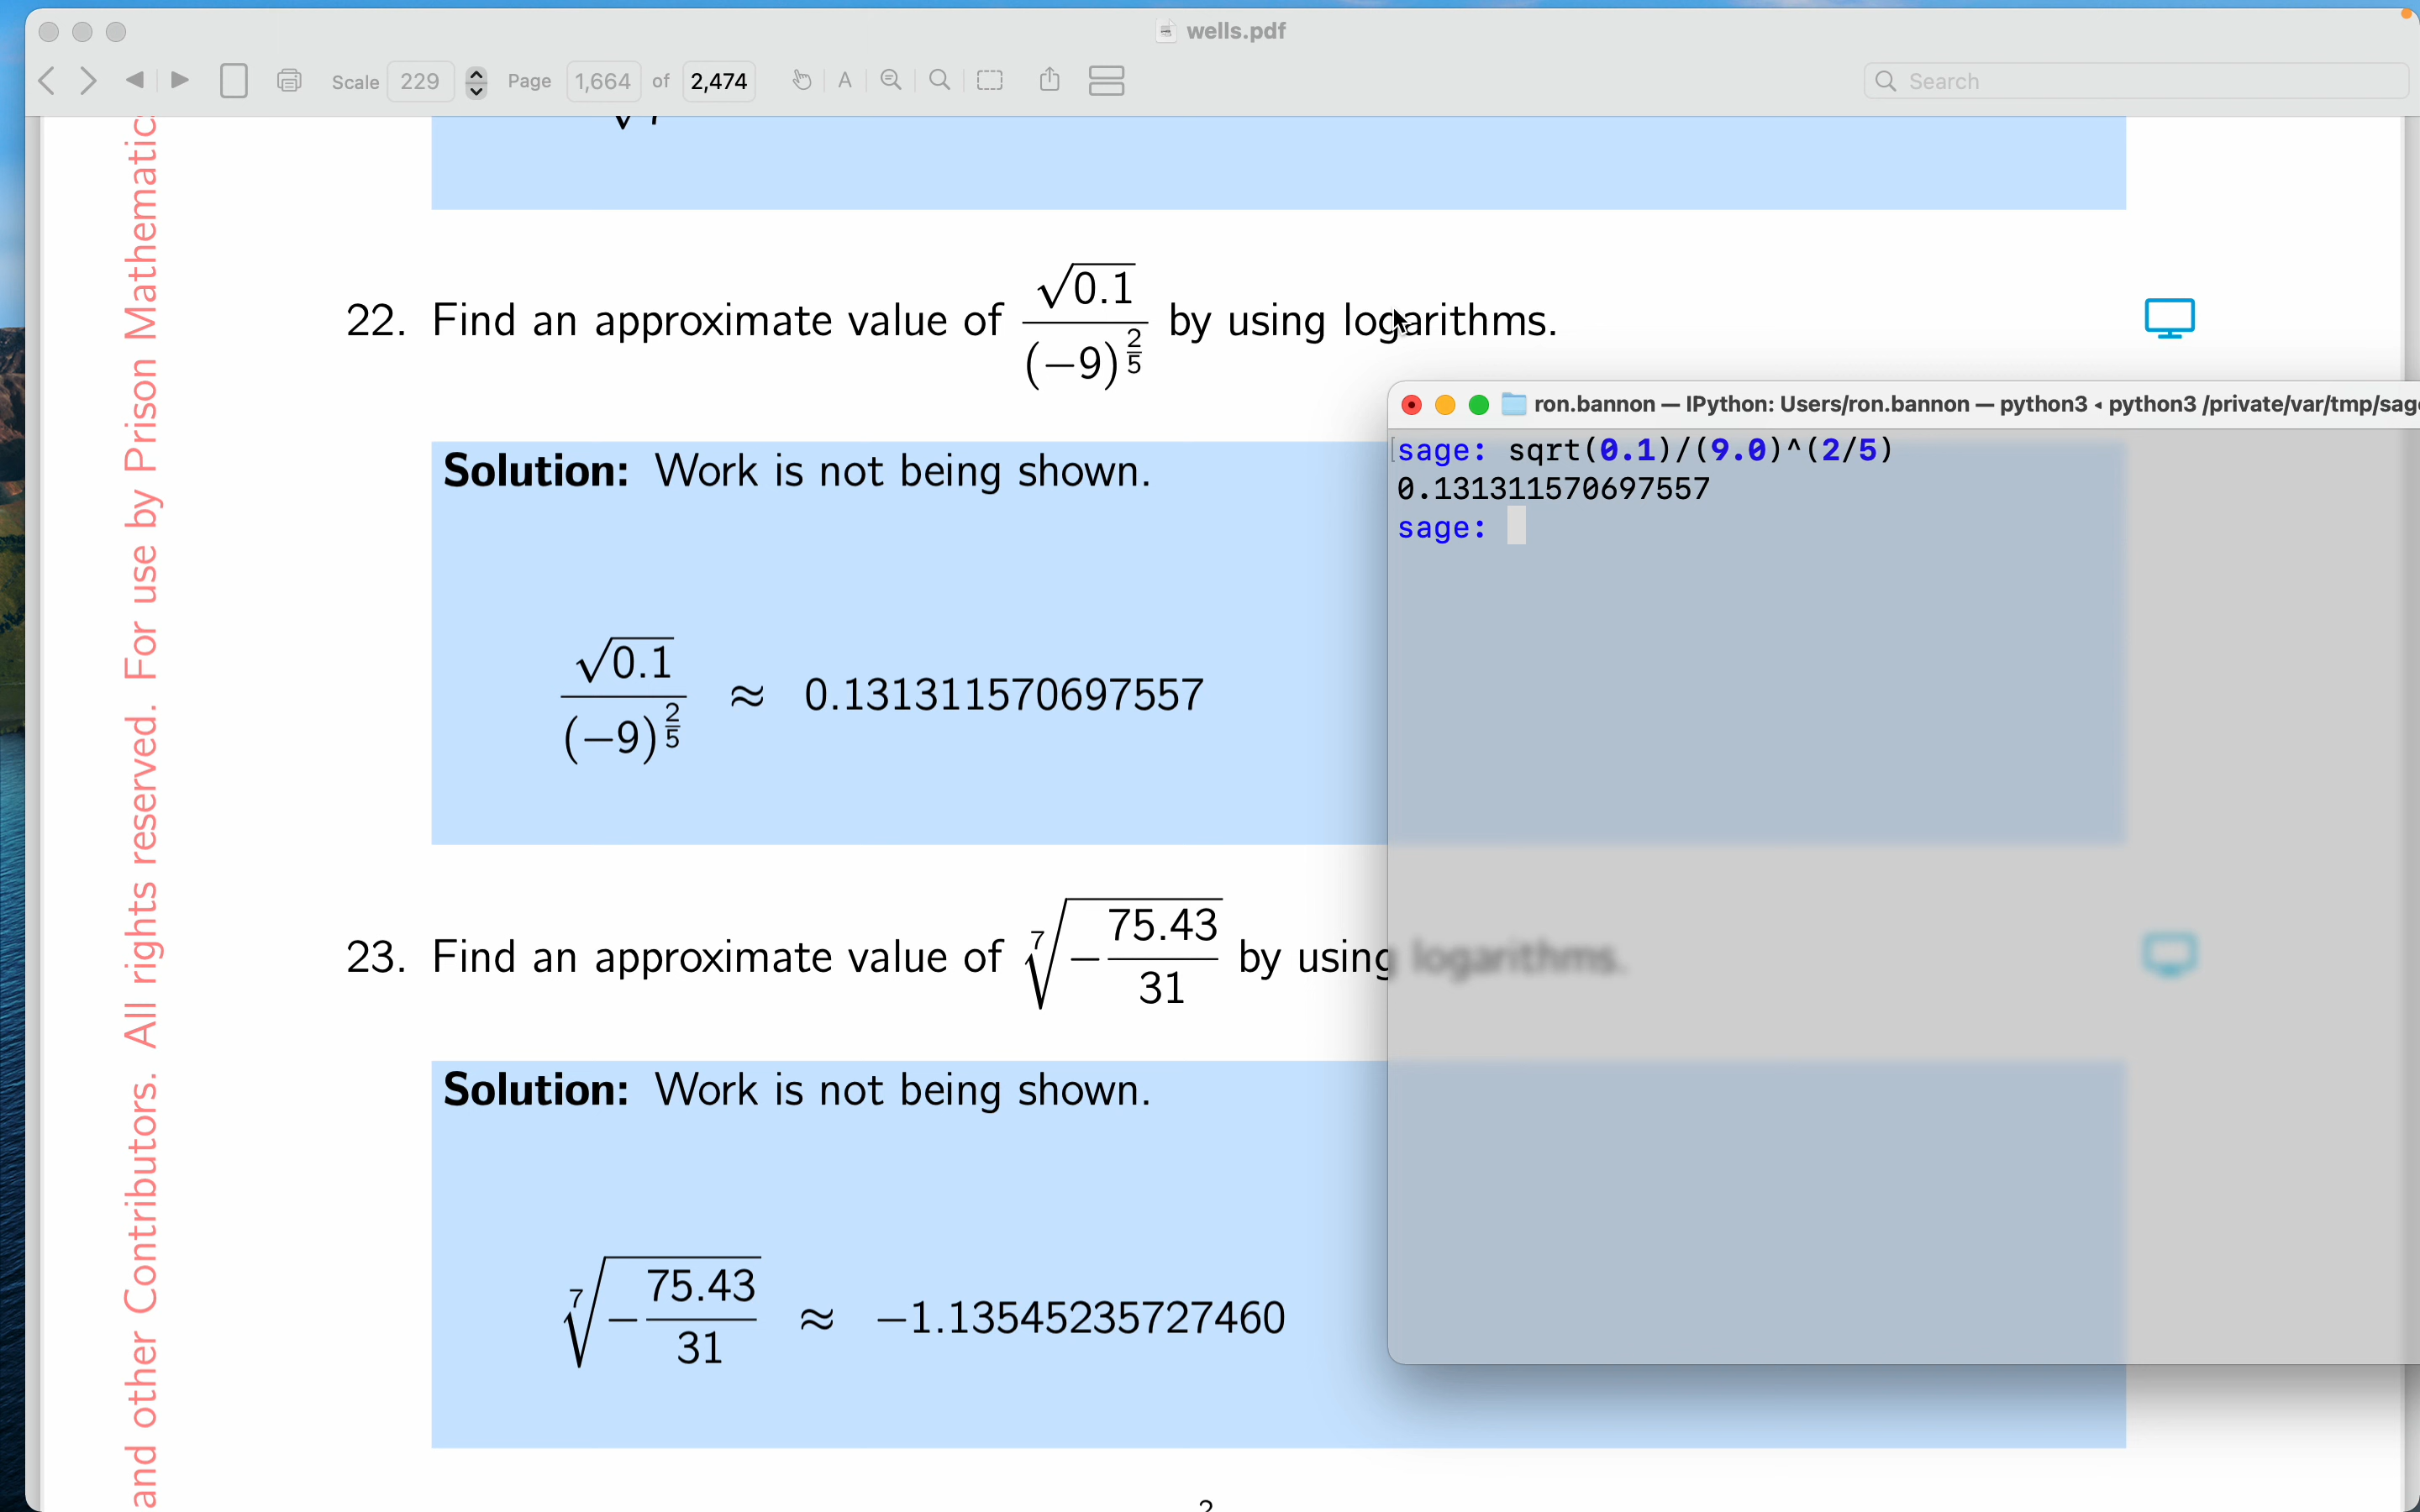 wells.pdf
Scale 229 Page 1,664 of 2,474 A Search
and other Contributors. All rights reserved. For use by Prison Mathematic
22. Find an approximate value of √0.1/(−9)^(2/5) by using logarithms.
Solution: Work is not being shown.
√0.1/(−9)^(2/5) ≈ 0.131311570697557
23. Find an approximate value of ⁷√(−75.43/31) by using logarithms.
Solution: Work is not being shown.
⁷√(−75.43/31) ≈ −1.13545235727460
ron.bannon — IPython: Users/ron.bannon — python3 ◂ python3 /private/var/tmp/sag
sage: sqrt(0.1)/(9.0)^(2/5)
0.131311570697557
sage: